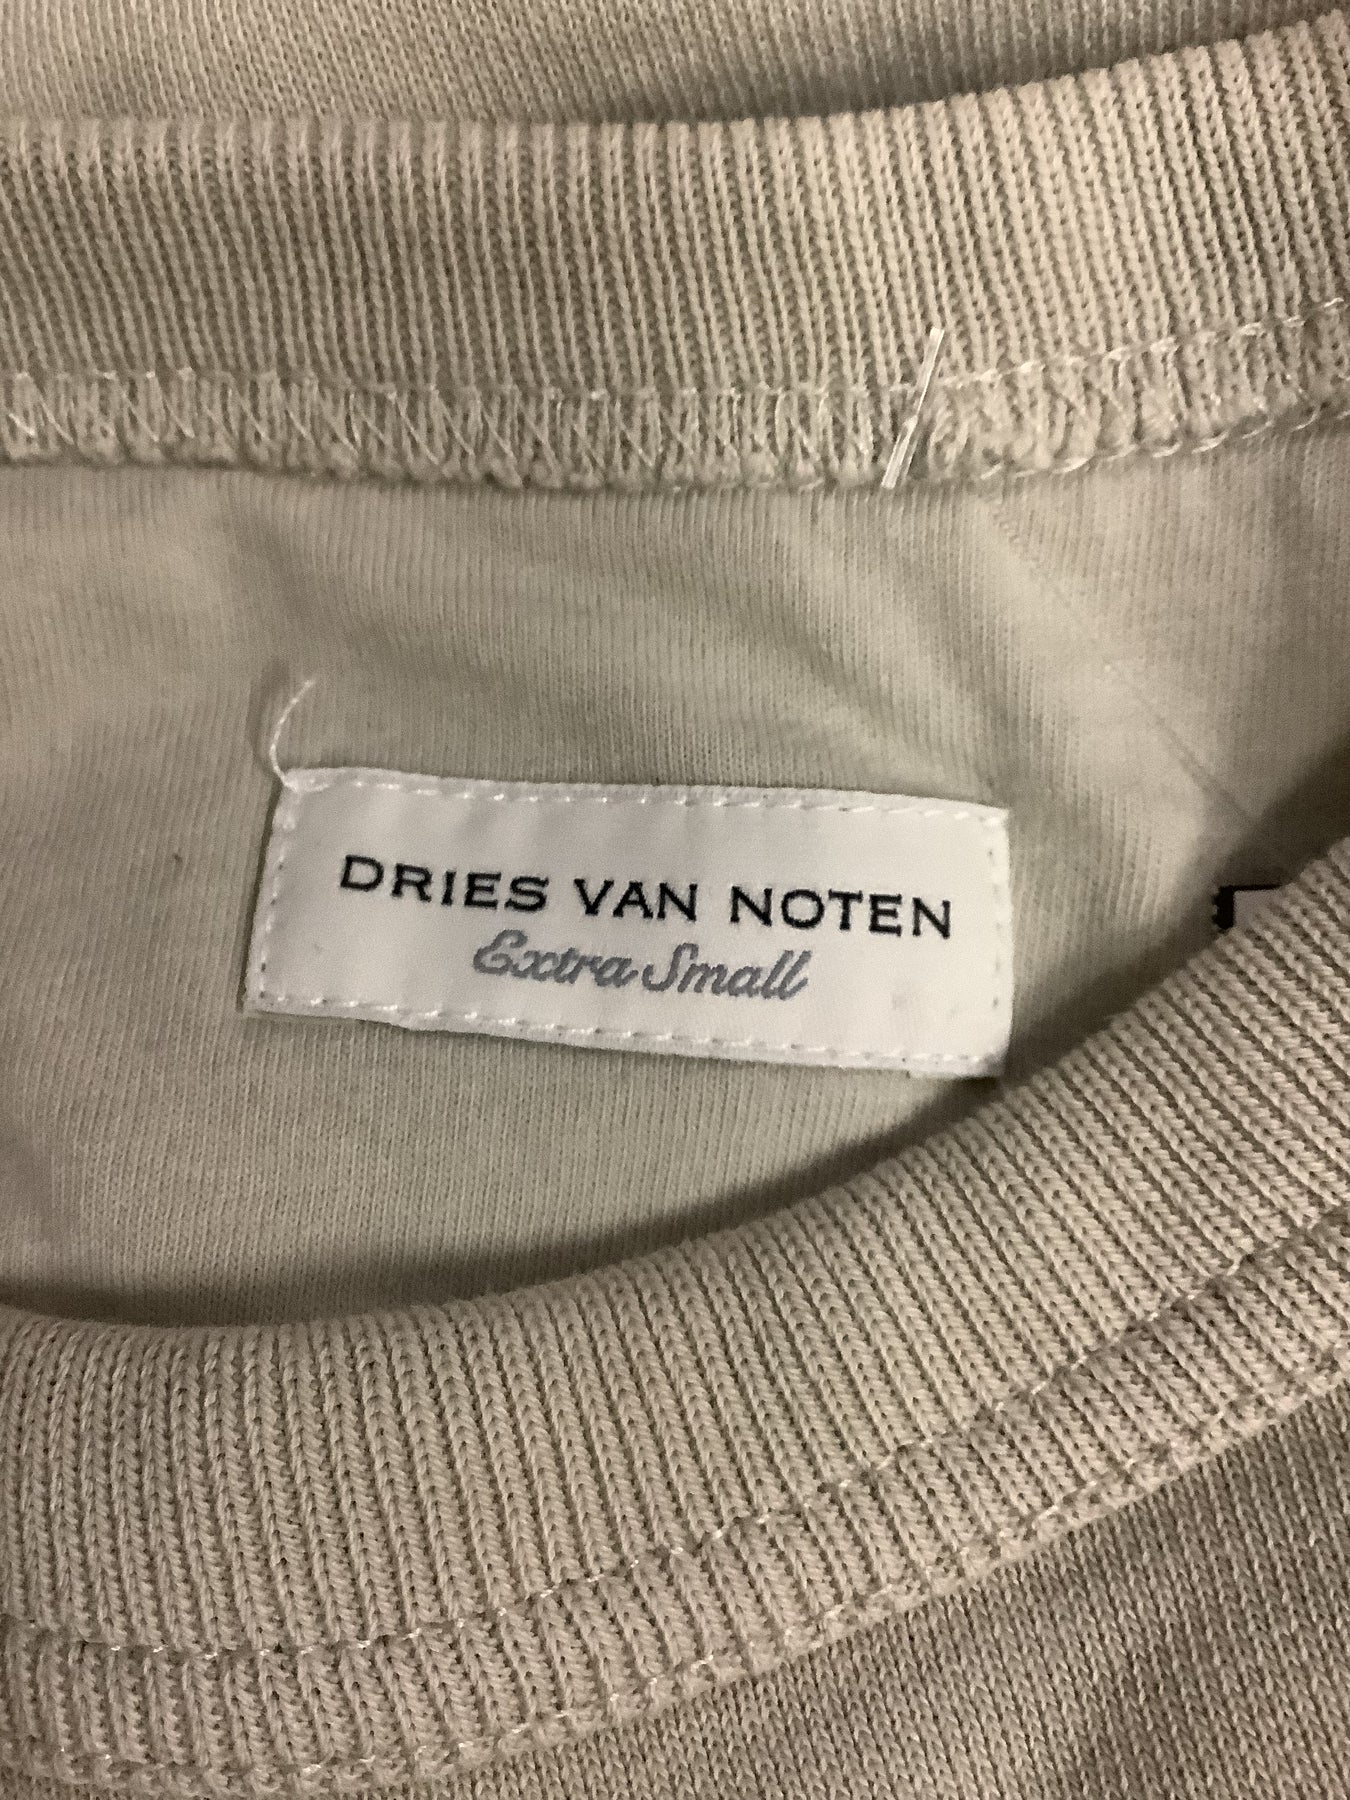 DRIES VAN NOTEN
Extra Small